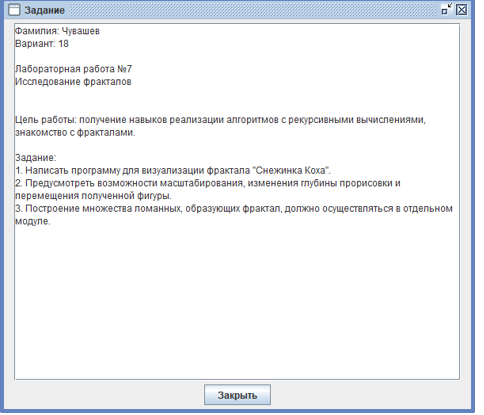 Задание
Фамилия: Чувашев
Вариант: 18
Лабораторная работа №7
Исследование фракталов
Цель работы: получение навыков реализации алгоритмов с рекурсивными вычислениями,
знакомство с фракталами.
Задание:
1. Написать программу для визуализации фрактала "Снежинка Коха".
2. Предусмотреть возможности масштабирования, изменения глубины прорисовки и
перемещения полученной фигуры.
3. Построение множества ломанных, образующих фрактал, должно осуществляться в отдельном
модуле.
Закрыть